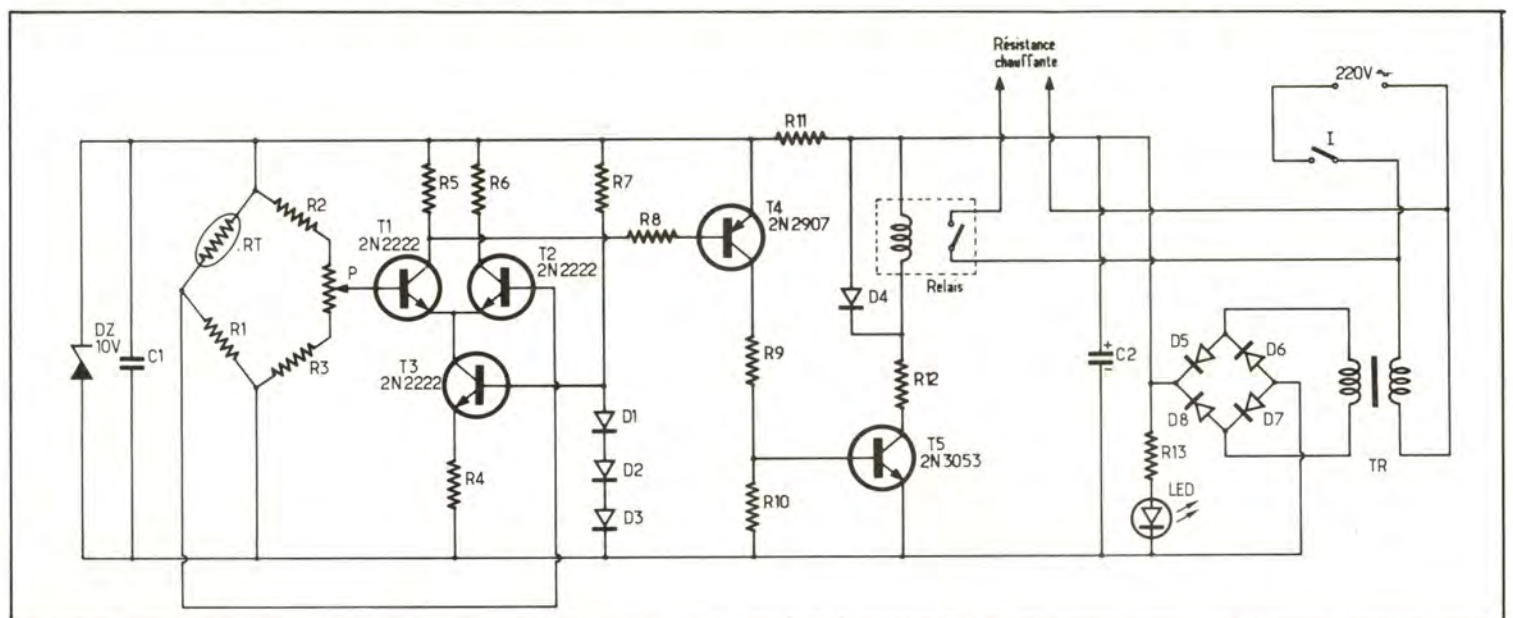 Résistance
chauffante
220V ~
I
R11
R2
R5
R6
R7
RT
T1
2N2222
R8
T4
2N2907
P
T2
2N2222
Relais
D4
DZ
10V
C1
R1
R3
T3
2N2222
R9
R12
+
C2
-
D5
D6
D8
D7
TR
D1
R4
D2
D3
R10
T5
2N3053
R13
LED